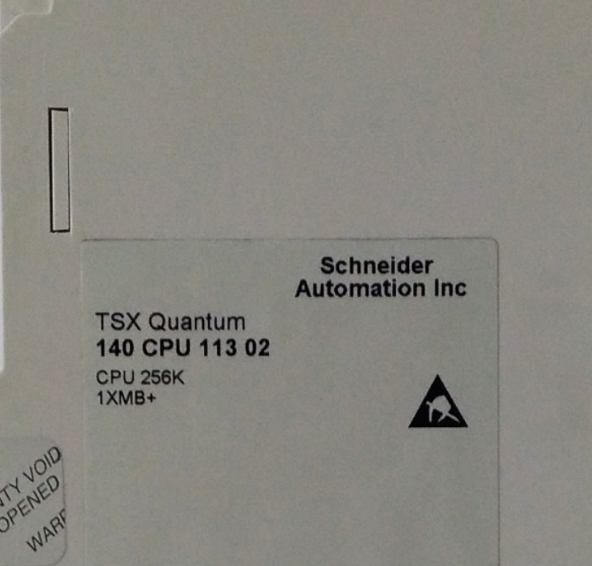 Schneider
Automation Inc
TSX Quantum
140 CPU 113 02
CPU 256K
1XMB+
TY VOID
OPENED
WARR